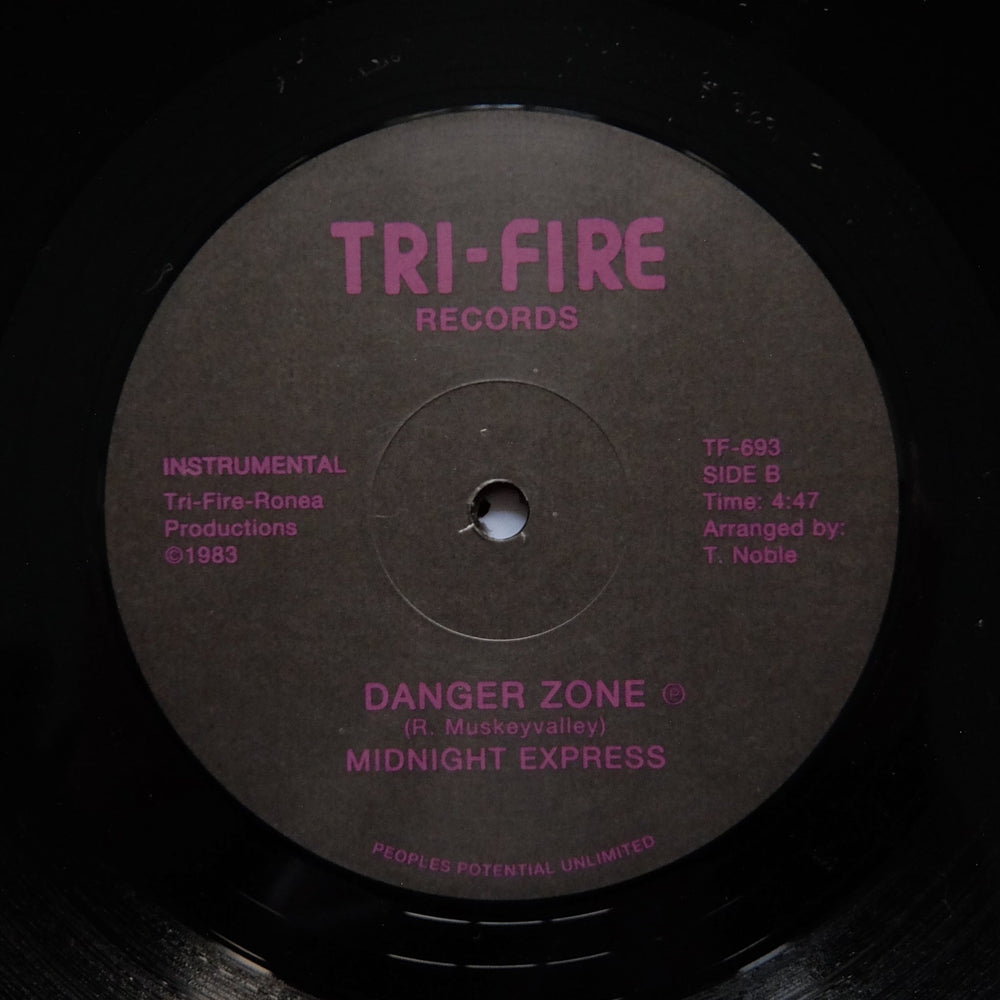 TRI-FIRE
RECORDS
INSTRUMENTAL
Tri-Fire-Ronea
Productions
©1983
TF-693
SIDE B
Time: 4:47
Arranged by:
T. Noble
DANGER ZONE ℗
(R. Muskeyvalley)
MIDNIGHT EXPRESS
PEOPLES POTENTIAL UNLIMITED